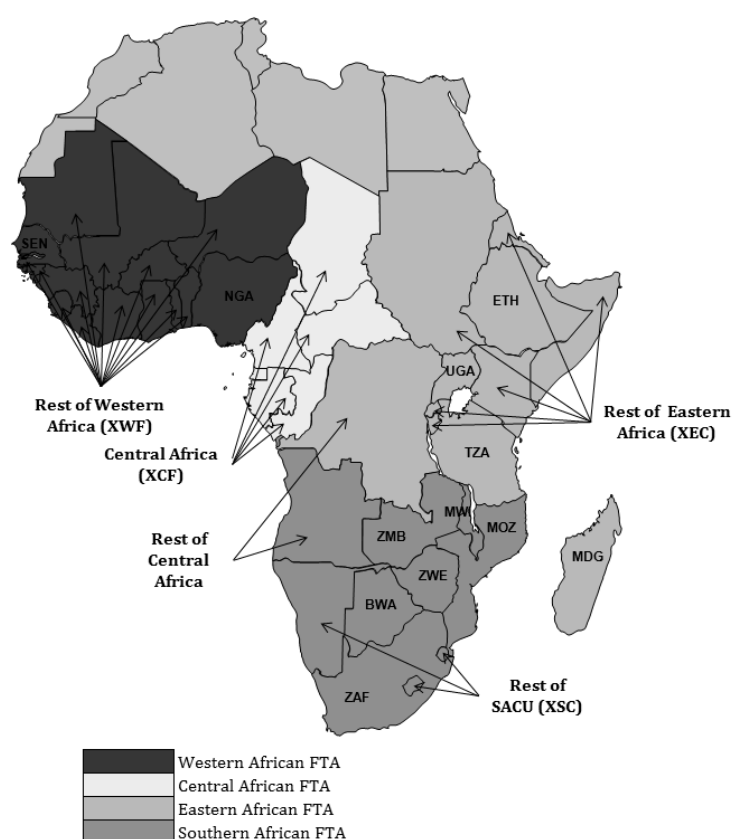 SEN
NGA
ETH
UGA
Rest of Western
Africa (XWF)
Rest of Eastern
Africa (XEC)
Central Africa
(XCF)
TZA
MWI
MOZ
Rest of
Central
Africa
ZMB
MDG
ZWE
BWA
Rest of
SACU (XSC)
ZAF
Western African FTA
Central African FTA
Eastern African FTA
Southern African FTA